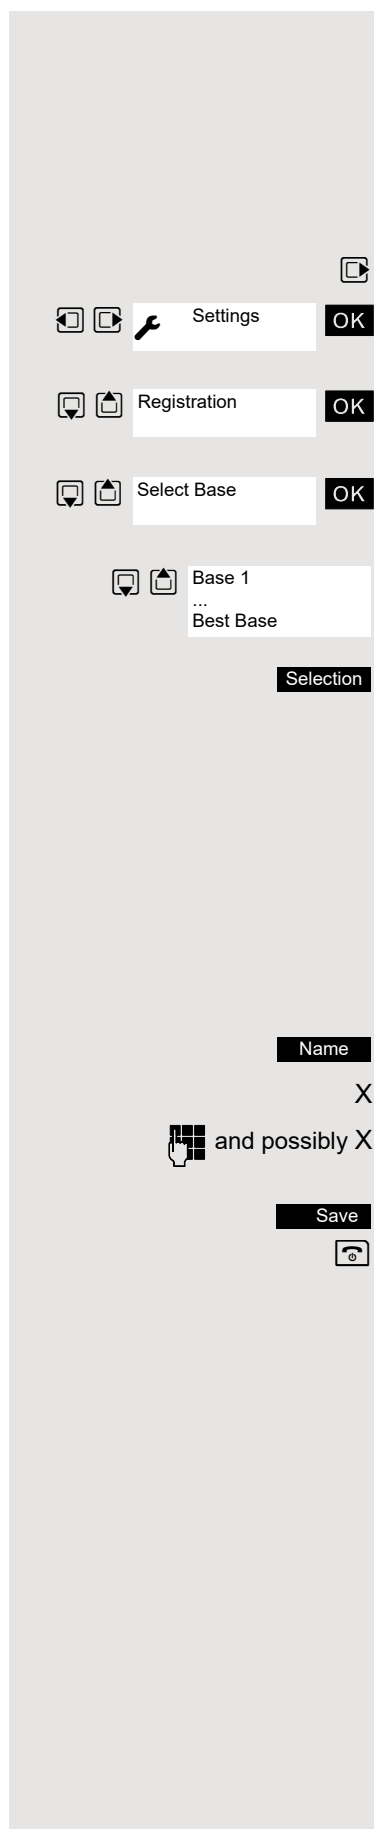 Settings OK
Registration OK
Select Base OK
Base 1
...
Best Base
Selection
Name
X
and possibly X
Save